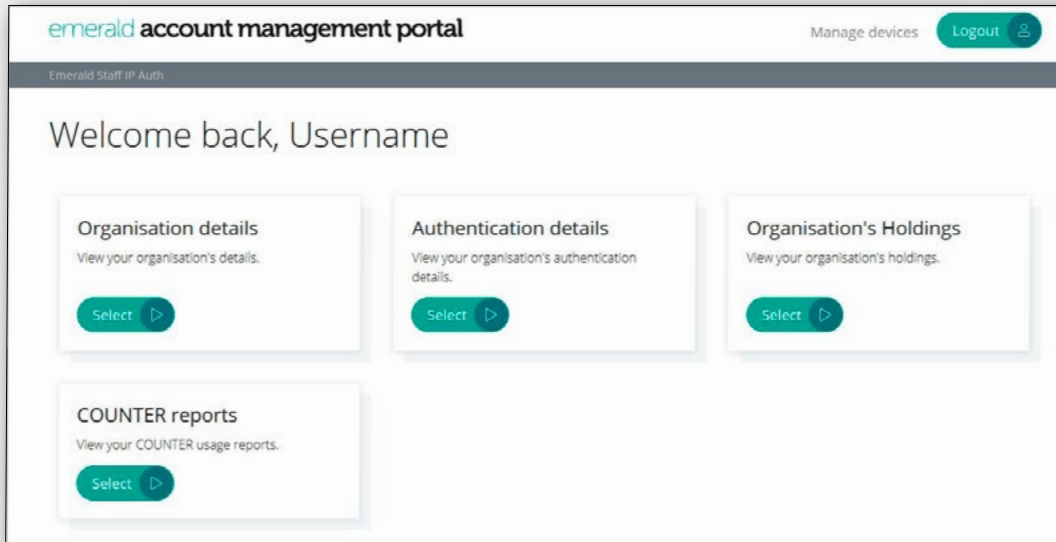 emerald account management portal
Manage devices
Logout
Emerald Staff IP Auth
Welcome back, Username
Organisation details
View your organisation's details.
Select
Authentication details
View your organisation's authentication
details.
Select
Organisation's Holdings
View your organisation's holdings.
Select
COUNTER reports
View your COUNTER usage reports.
Select